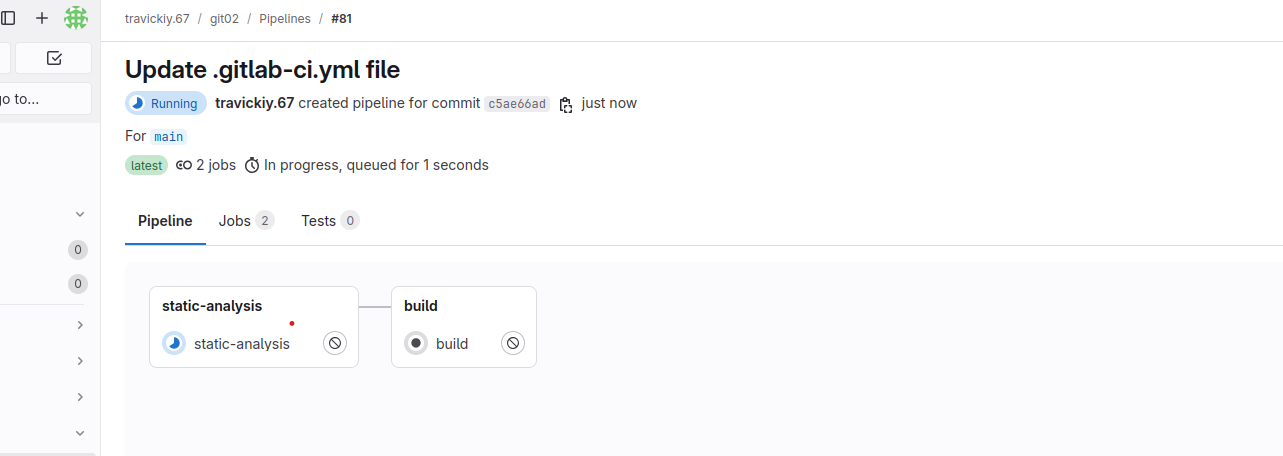 travickiy.67 / git02 / Pipelines / #81
Update .gitlab-ci.yml file
Running travickiy.67 created pipeline for commit c5ae66ad just now
go to...
For main
latest 2 jobs In progress, queued for 1 seconds
Pipeline Jobs 2 Tests 0
0
0
static-analysis build
static-analysis build